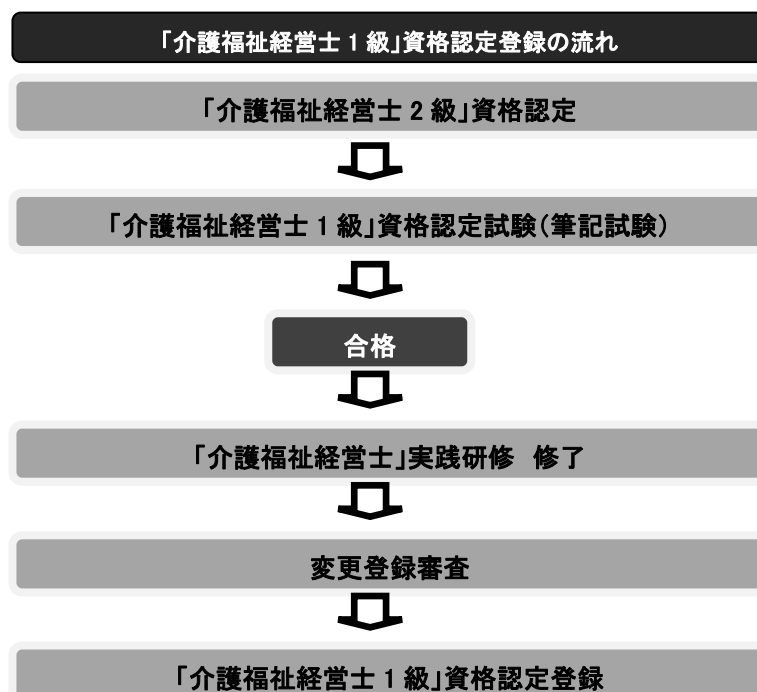 「介護福祉経営士1級」資格認定登録の流れ
「介護福祉経営士2級」資格認定
「介護福祉経営士1級」資格認定試験(筆記試験)
合格
「介護福祉経営士」実践研修　修了
変更登録審査
「介護福祉経営士1級」資格認定登録